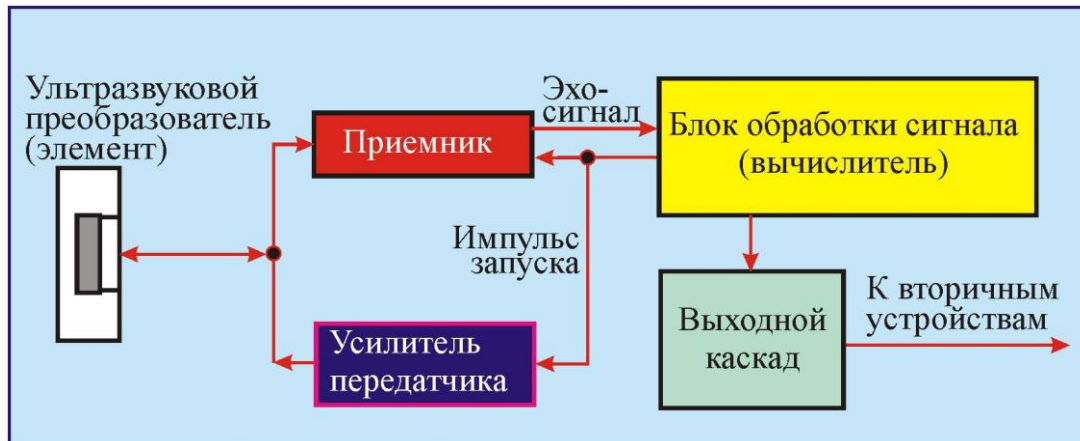 Ультразвуковой
преобразователь
(элемент)
Приемник
Эхо-
сигнал
Блок обработки сигнала
(вычислитель)
Импульс
запуска
Усилитель
передатчика
Выходной
каскад
К вторичным
устройствам